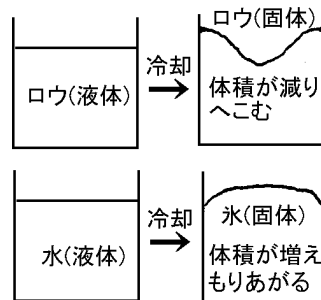 ロウ(液体)
冷却
ロウ(固体)
体積が減り
へこむ
水(液体)
冷却
氷(固体)
体積が増え
もりあがる